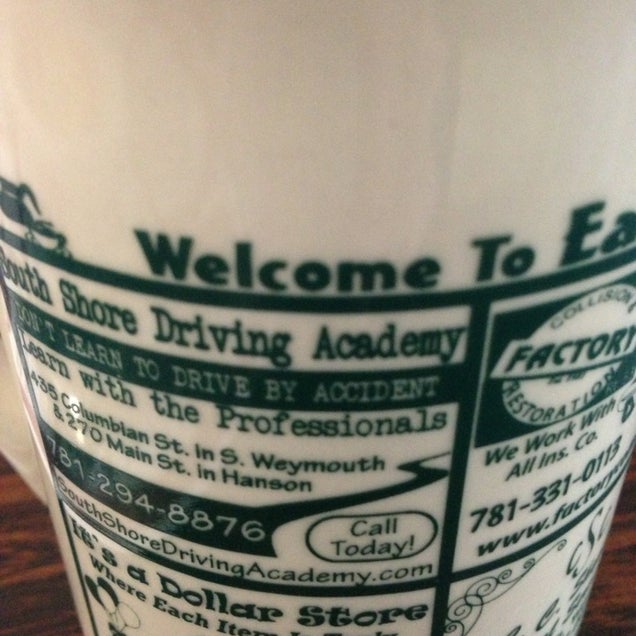 Welcome To Ea
South Shore Driving Academy
DON'T LEARN TO DRIVE BY ACCIDENT
Learn with the Professionals
436 Columbian St. in S. Weymouth
& 270 Main St. in Hanson
781-294-8876
Call
Today!
SouthShoreDrivingAcademy.com
COLLISION
FACTORY
RESTORATION
We Work With
All Ins. Co.
781-331-0113
www.factory
It's a Dollar Store
Where Each Item